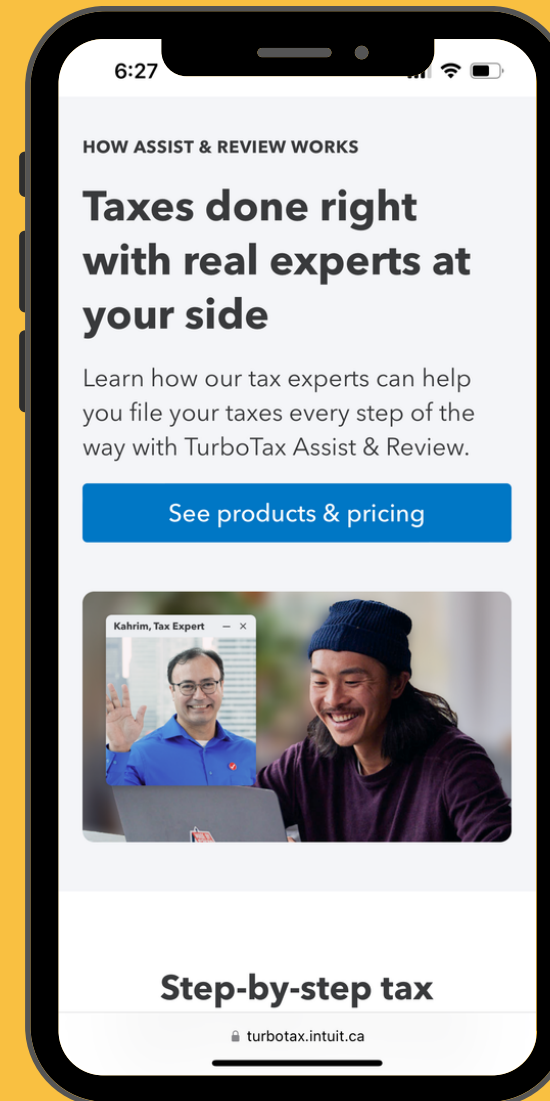 6:27
HOW ASSIST & REVIEW WORKS
Taxes done right
with real experts at
your side
Learn how our tax experts can help
you file your taxes every step of the
way with TurboTax Assist & Review.
See products & pricing
Kahrim, Tax Expert
Step-by-step tax
turbotax.intuit.ca